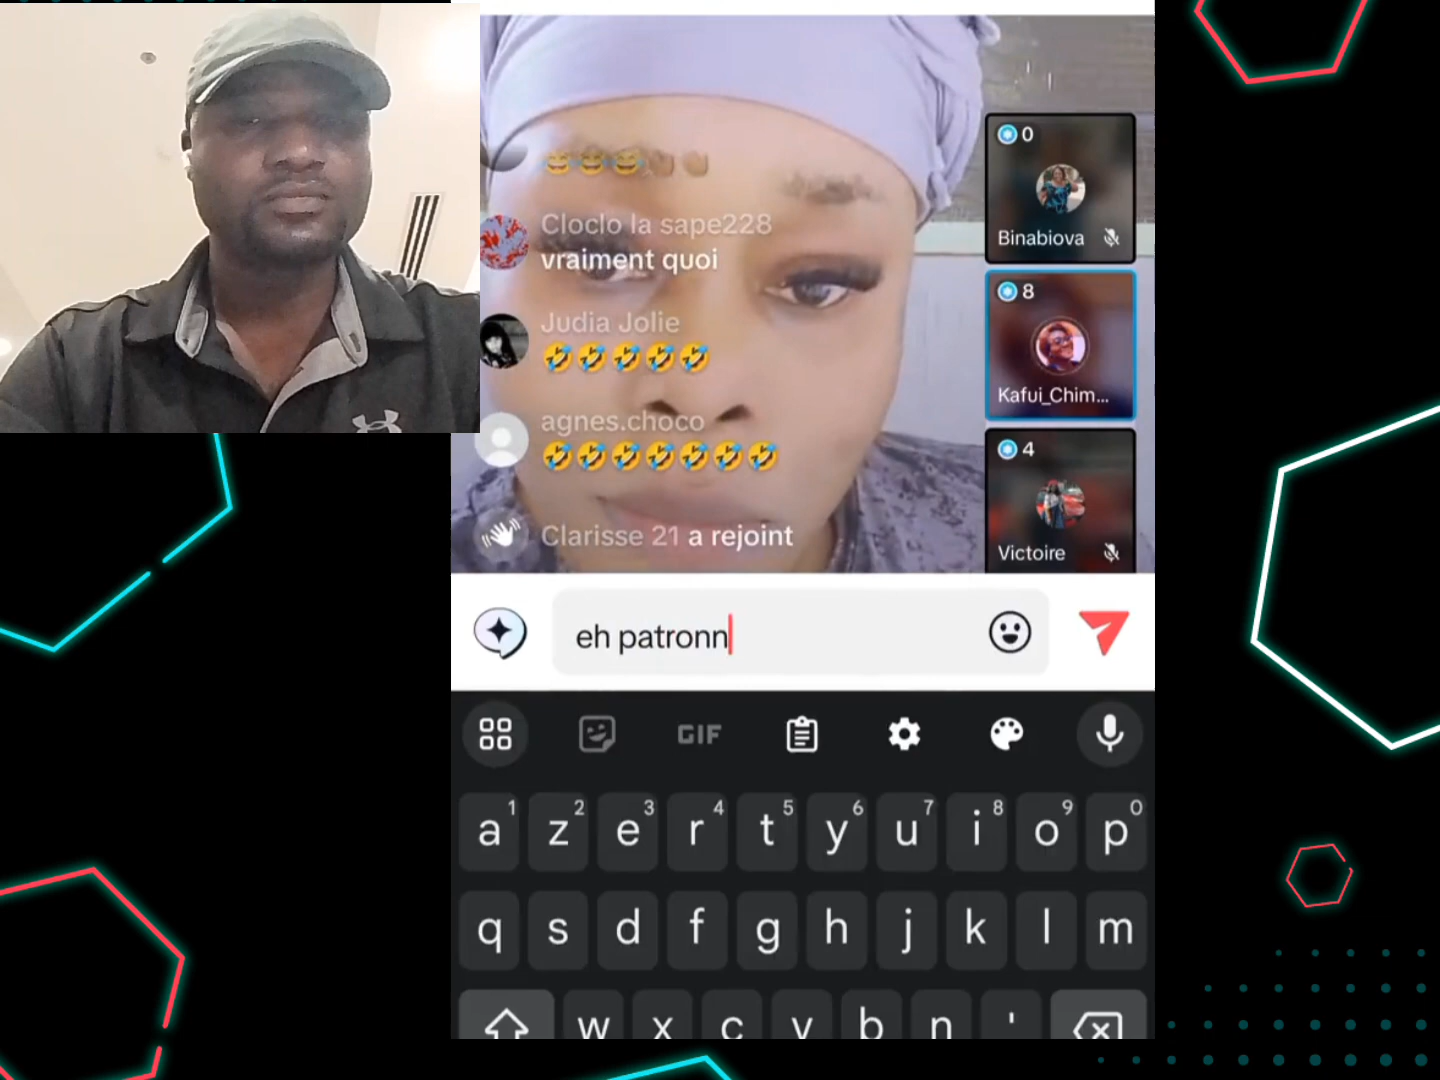 Cloclo la sape228
vraiment quoi
Judia Jolie
agnes.choco
Clarisse 21 a rejoint
0
Binabiova
8
Kafui_Chim...
4
Victoire
eh patronn
GIF
a 1 z 2 e 3 r 4 t 5 y 6 u 7 i 8 o 9 p 0
q s d f g h j k l m
w x c v b n '